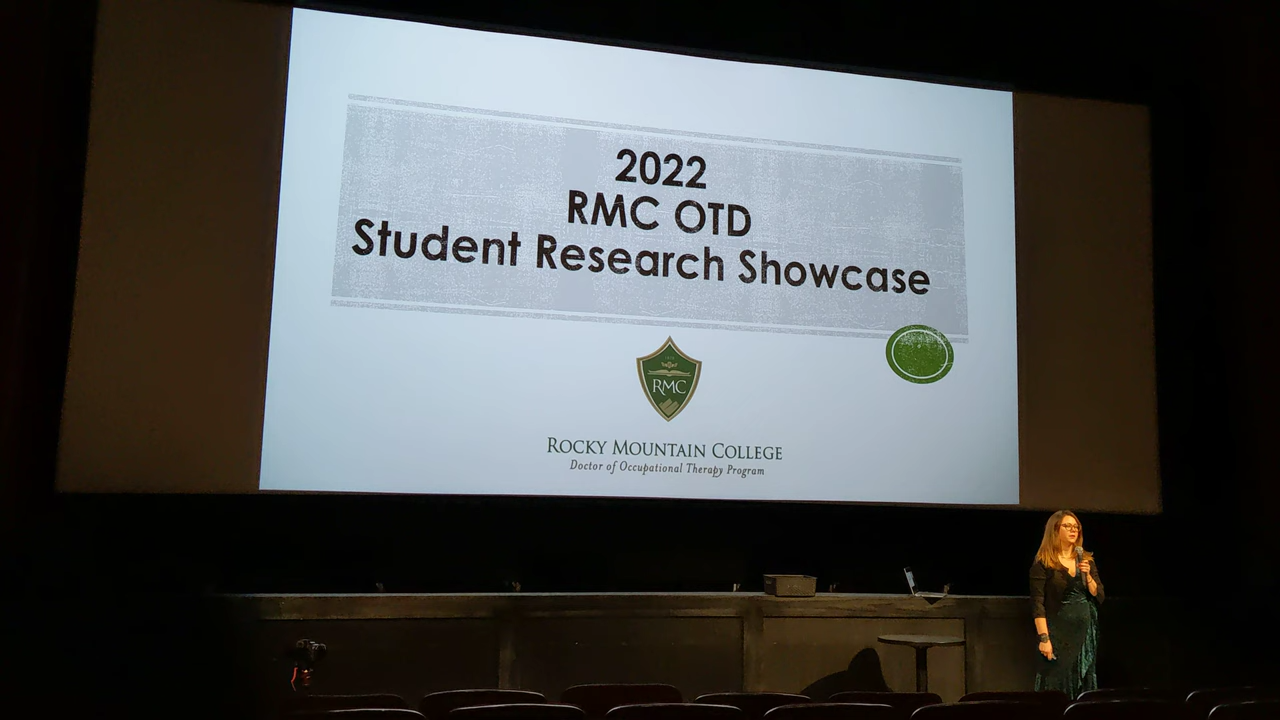 2022
RMC OTD
Student Research Showcase
RMC
Rocky Mountain College
Doctor of Occupational Therapy Program